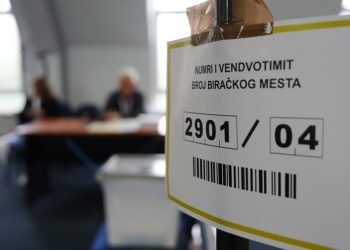 NUMRI I VENDVOTIMIT
BROJ BIRAČKOG MESTA
2901 / 04